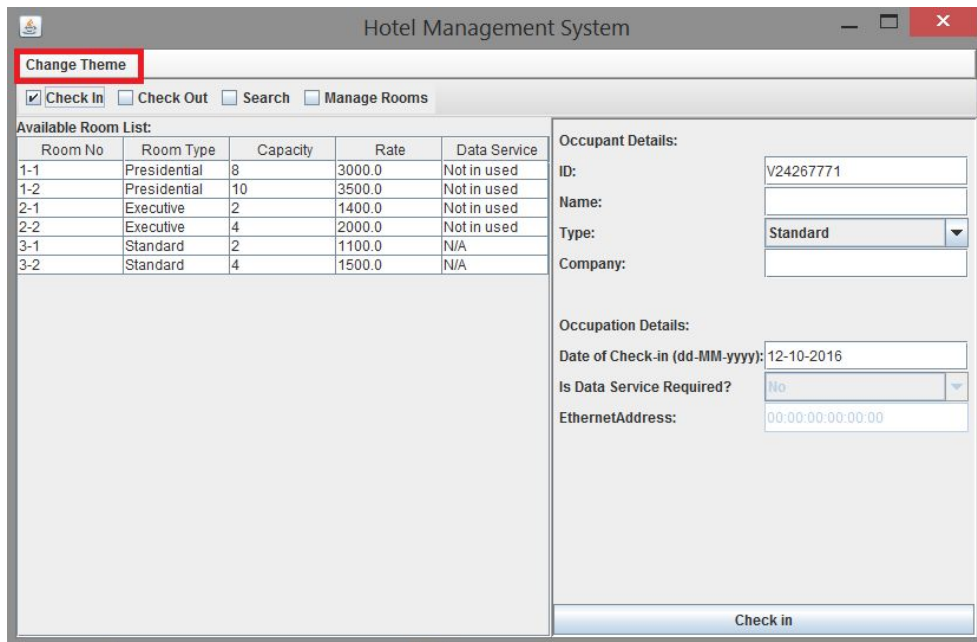 Hotel Management System
Change Theme
Check In Check Out Search Manage Rooms
Available Room List:
Room No Room Type Capacity Rate Data Service
1-1 Presidential 8 3000.0 Not in used
1-2 Presidential 10 3500.0 Not in used
2-1 Executive 2 1400.0 Not in used
2-2 Executive 4 2000.0 Not in used
3-1 Standard 2 1100.0 N/A
3-2 Standard 4 1500.0 N/A
Occupant Details:
ID: V24267771
Name:
Type: Standard
Company:
Occupation Details:
Date of Check-in (dd-MM-yyyy): 12-10-2016
Is Data Service Required? No
EthernetAddress: 00:00:00:00:00:00
Check in